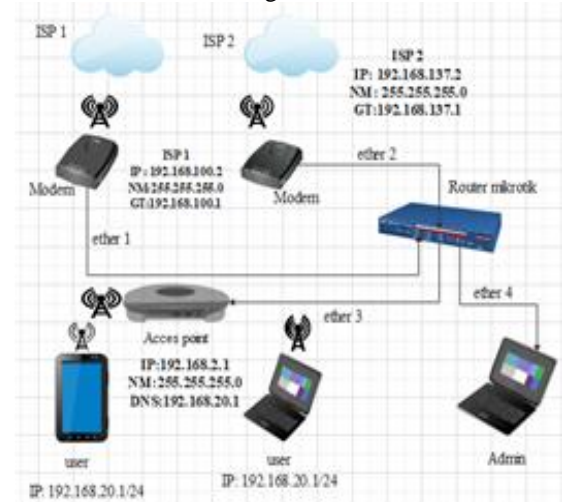 ISP 1
ISP 2
ISP 2
IP: 192.168.137.2
NM: 255.255.255.0
GT:192.168.137.1
ISP 1
IP: 192.168.100.2
NM:255.255.255.0
GT:192.168.100.1
Modem
Modem
ether 2
Router mikrotik
ether 1
ether 3
ether 4
Acces point
IP:192.168.2.1
NM:255.255.255.0
DNS:192.168.20.1
user
IP: 192.168.20.1/24
user
IP: 192.168.20.1/24
Admin